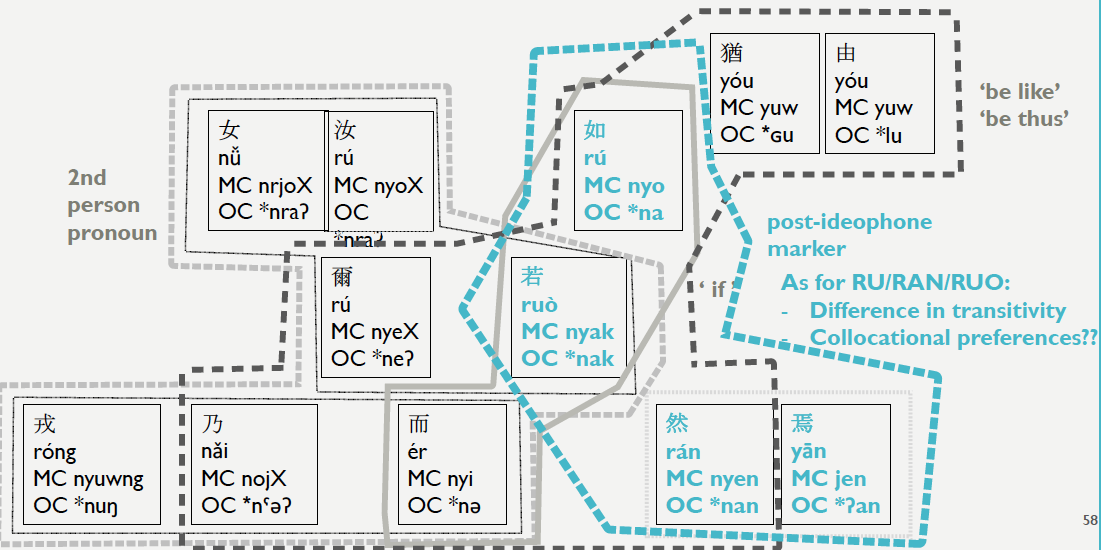 猶
yóu
MC yuw
OC *ɢu
由
yóu
MC yuw
OC *lu
'be like'
'be thus'
女
nǚ
MC nrjoX
OC *nraʔ
汝
rú
MC nyoX
OC
*nraʔ
如
rú
MC nyo
OC *na
2nd
person
pronoun
post-ideophone
marker
爾
rú
MC nyeX
OC *neʔ
若
ruò
MC nyak
OC *nak
' if '
As for RU/RAN/RUO:
- Difference in transitivity
- Collocational preferences??
戎
róng
MC nyuwng
OC *nuŋ
乃
nǎi
MC nojX
OC *nˤəʔ
而
ér
MC nyi
OC *nə
然
rán
MC nyen
OC *nan
焉
yān
MC jen
OC *ʔan
58